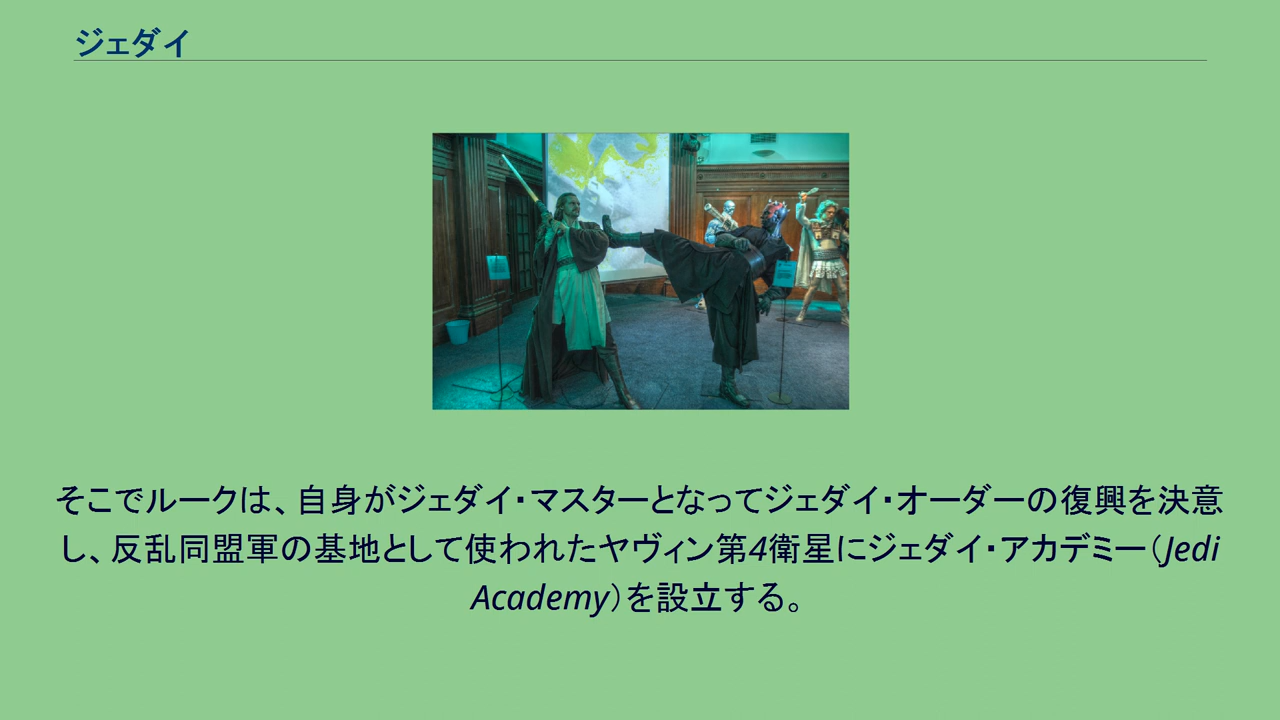 ジェダイ
そこでルークは、自身がジェダイ・マスターとなってジェダイ・オーダーの復興を決意
し、反乱同盟軍の基地として使われたヤヴィン第4衛星にジェダイ・アカデミー（Jedi
Academy）を設立する。